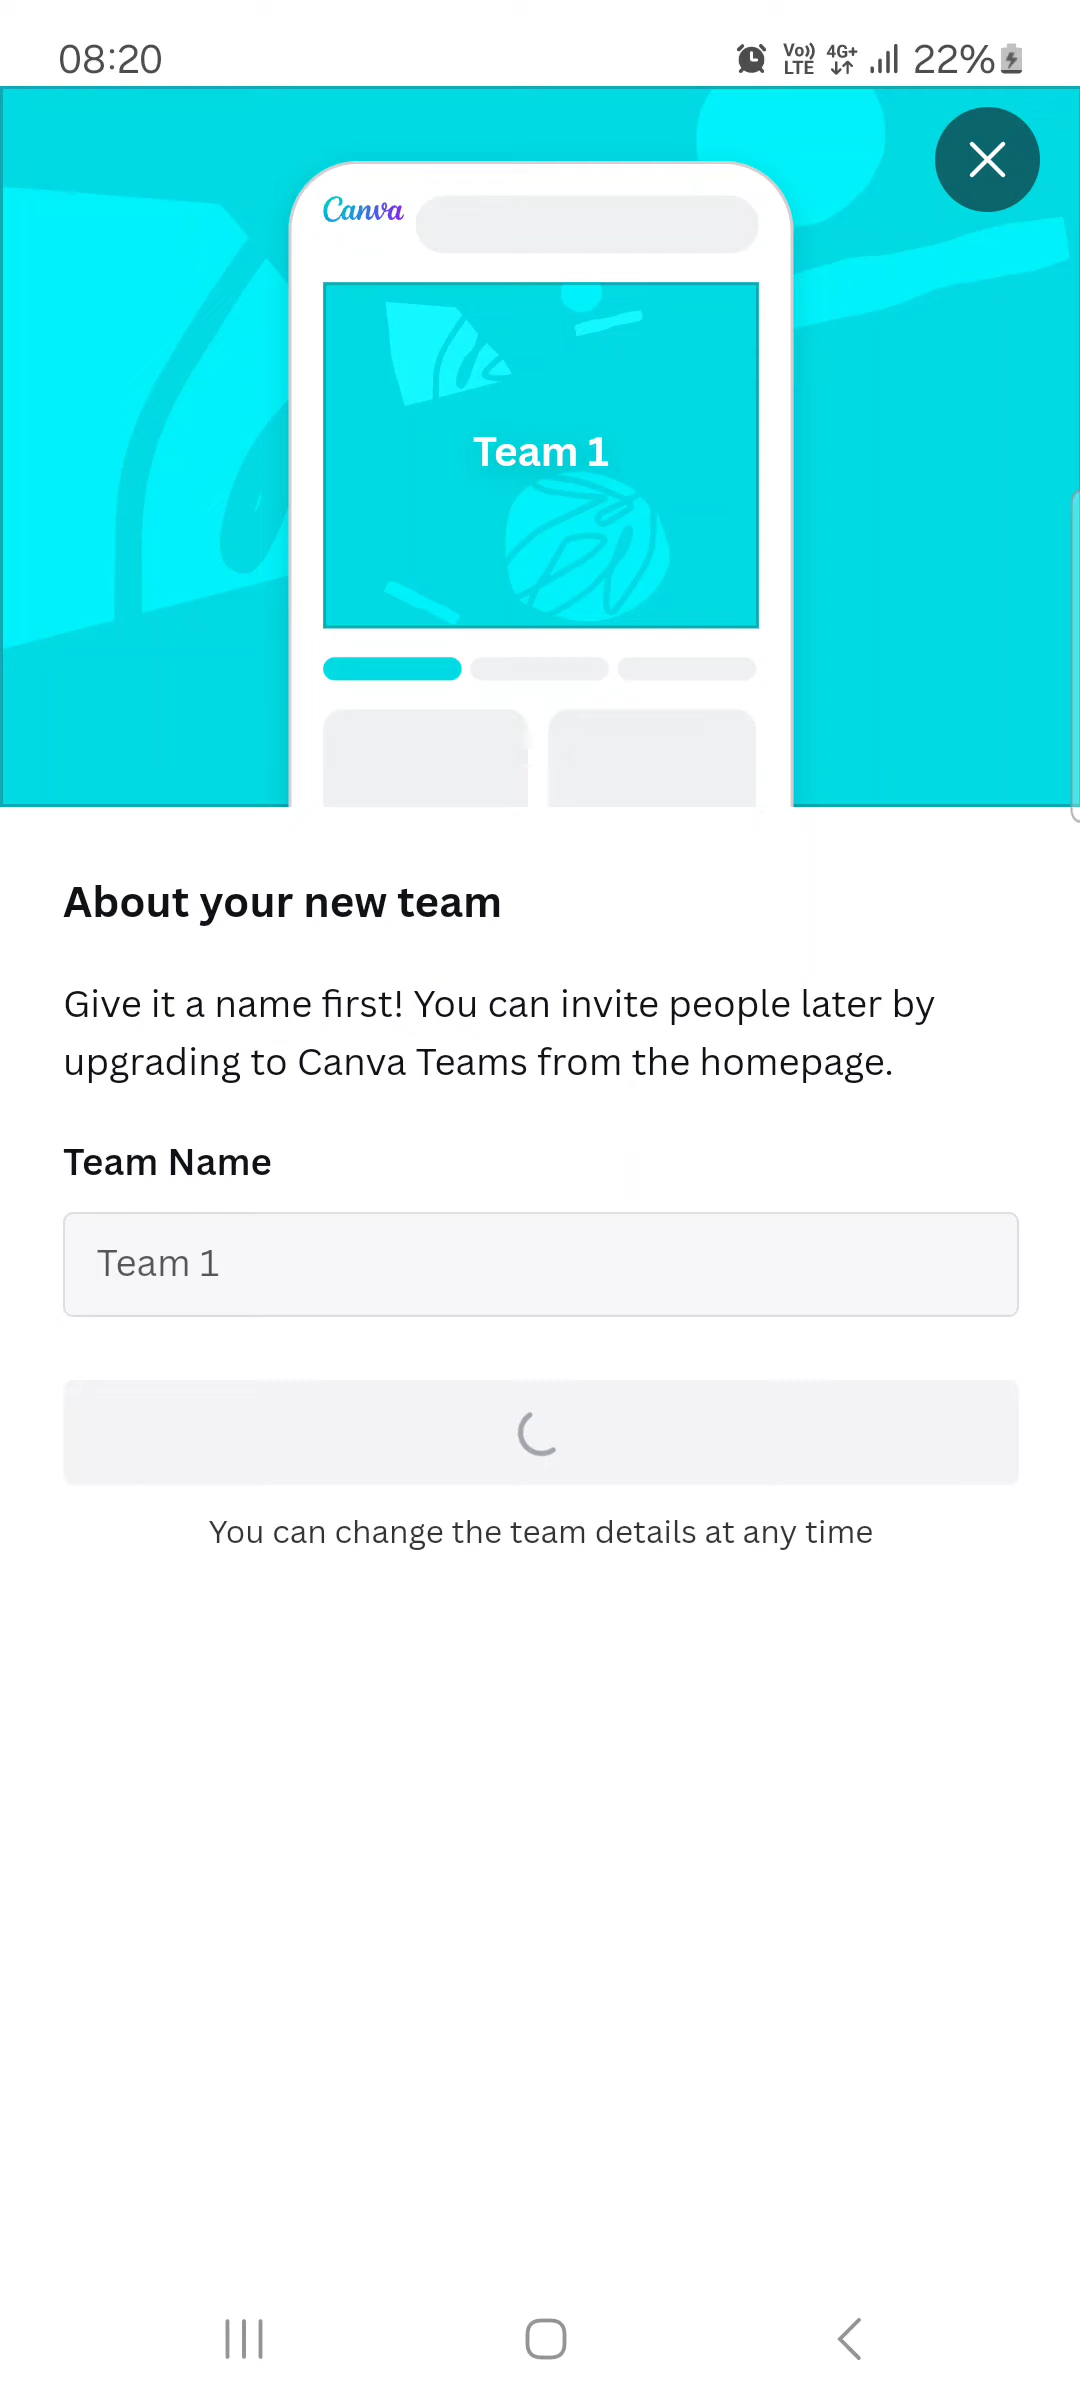 08:20
Vo)) LTE 4G+ 22%
Canva
Team 1
About your new team
Give it a name first! You can invite people later by
upgrading to Canva Teams from the homepage.
Team Name
Team 1
You can change the team details at any time